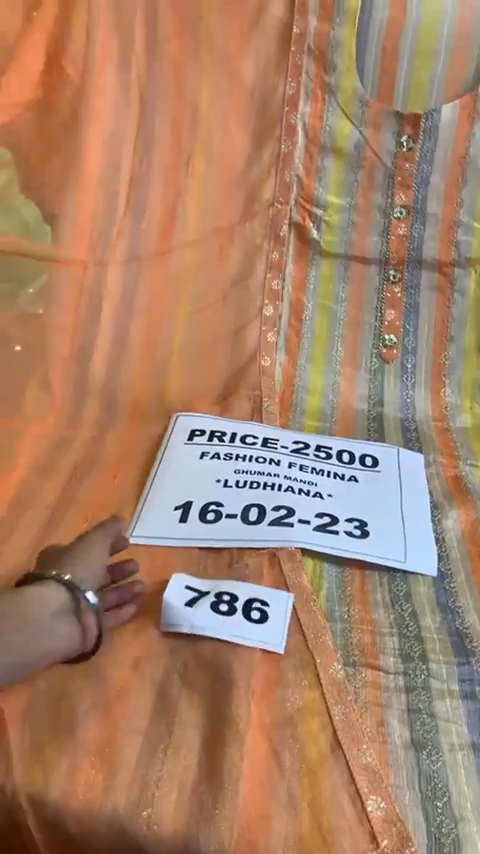 PRICE-2500
FASHION FEMINA
GHUMAR MANDI
*LUDHIANA*
16-02-23
786